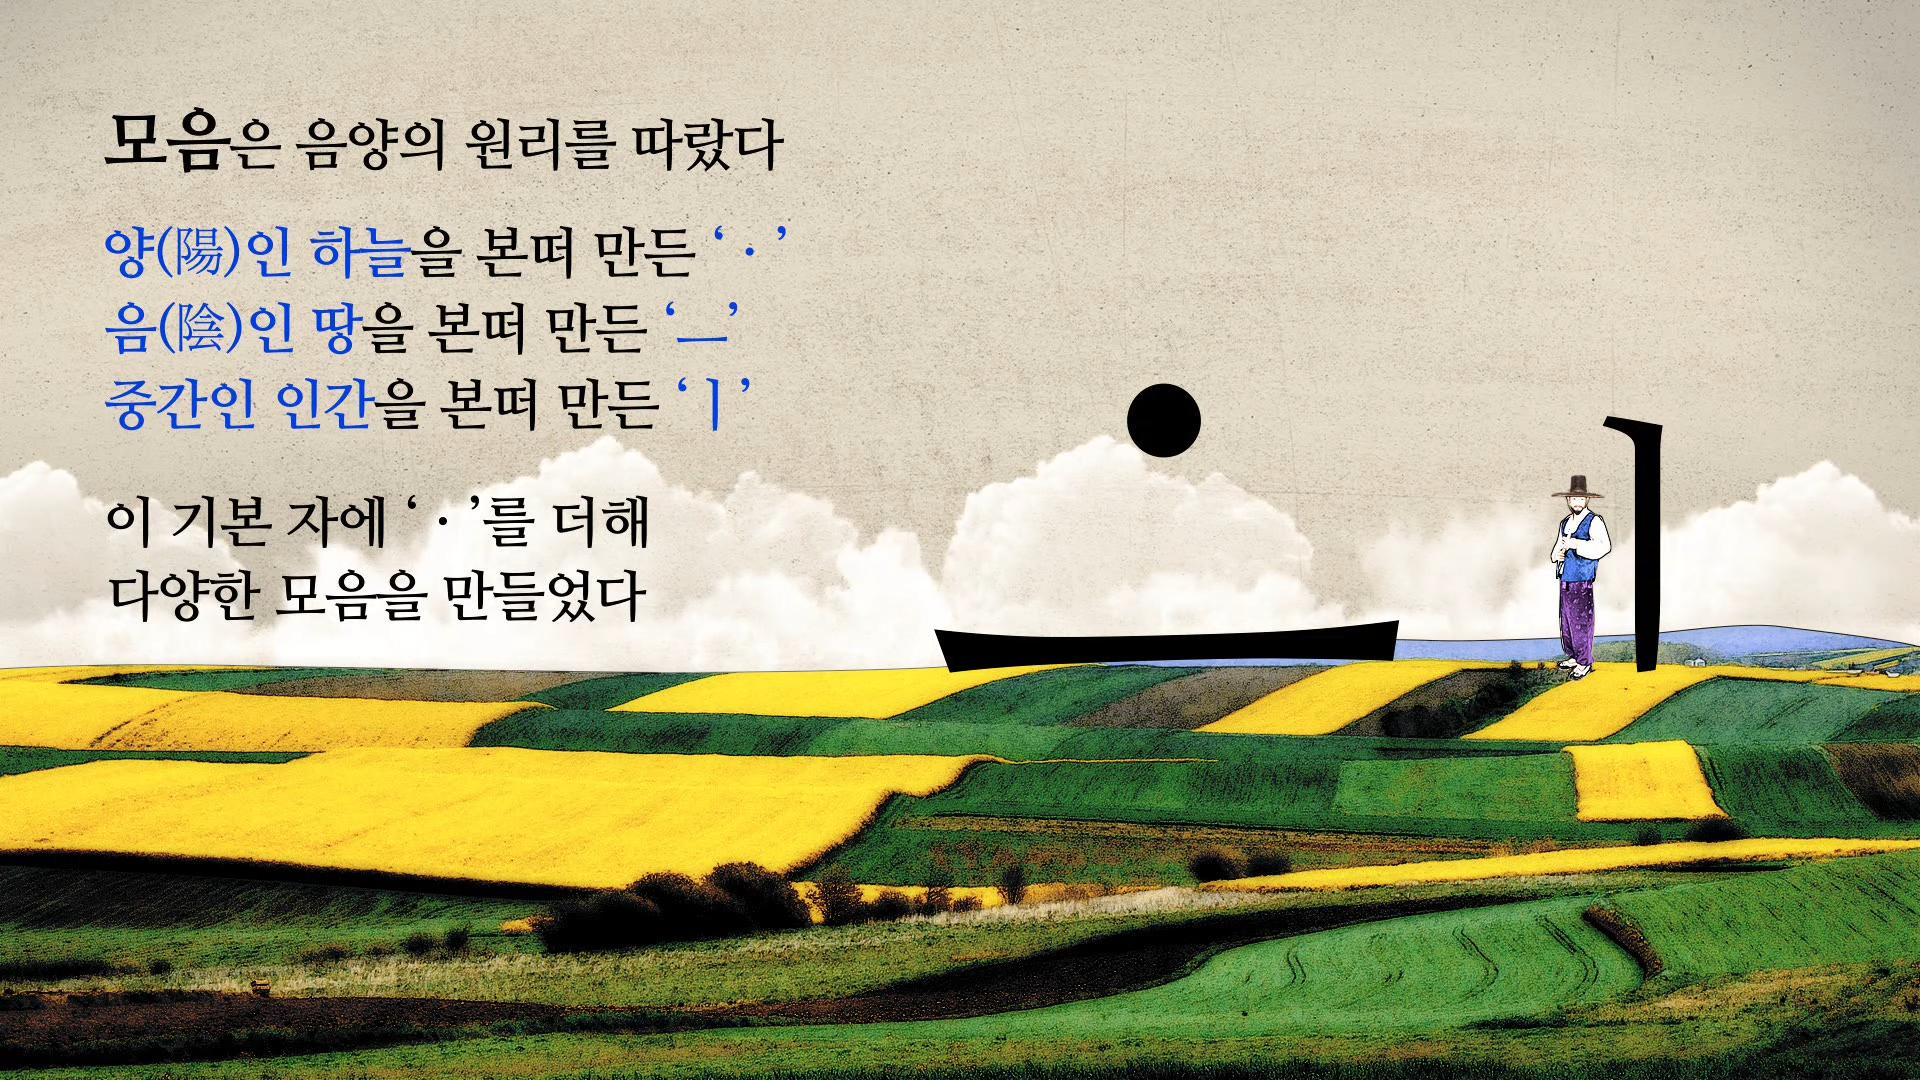 모음은 음양의 원리를 따랐다
양(陽)인 하늘을 본떠 만든 ‘ · ’
음(陰)인 땅을 본떠 만든 ‘ㅡ’
중간인 인간을 본떠 만든 ‘ㅣ’
이 기본 자에 ‘ · ’를 더해
다양한 모음을 만들었다
· ㅡ ㅣ